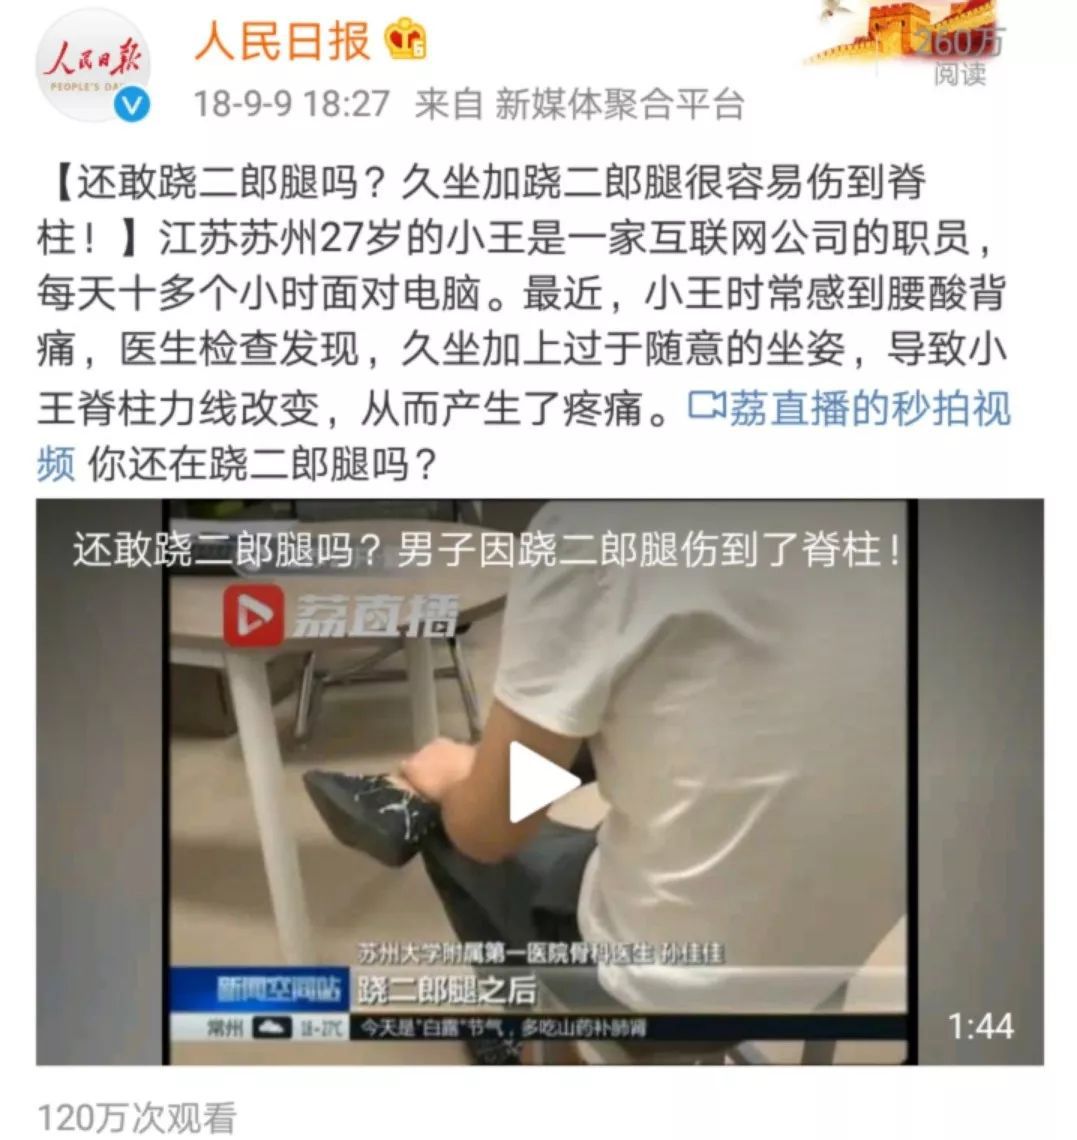 人民日报
人民日报
PEOPLE'S DA
260万
阅读
18-9-9 18:27 来自 新媒体聚合平台
【还敢跷二郎腿吗？久坐加跷二郎腿很容易伤到脊
柱！】江苏苏州27岁的小王是一家互联网公司的职员，
每天十多个小时面对电脑。最近，小王时常感到腰酸背
痛，医生检查发现，久坐加上过于随意的坐姿，导致小
王脊柱力线改变，从而产生了疼痛。荔直播的秒拍视
频 你还在跷二郎腿吗？
还敢跷二郎腿吗？男子因跷二郎腿伤到了脊柱！
荔直播
苏州大学附属第一医院骨科医生 孙佳佳
新闻空间站
跷二郎腿之后
常州 18-27℃ 今天是“白露”节气，多吃山药补肺肾
1:44
120万次观看